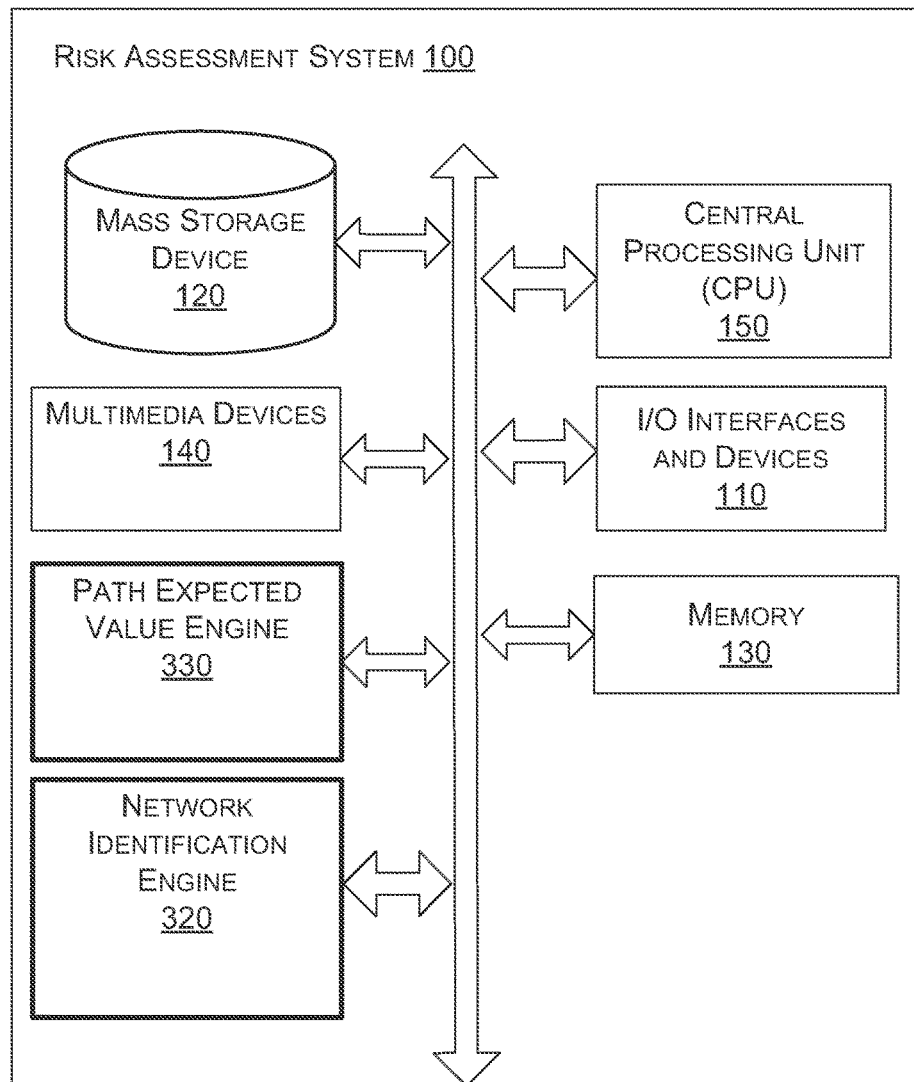 RISK ASSESSMENT SYSTEM 100
MASS STORAGE
DEVICE
120
CENTRAL
PROCESSING UNIT
(CPU)
150
MULTIMEDIA DEVICES
140
I/O INTERFACES
AND DEVICES
110
PATH EXPECTED
VALUE ENGINE
330
MEMORY
130
NETWORK
IDENTIFICATION
ENGINE
320